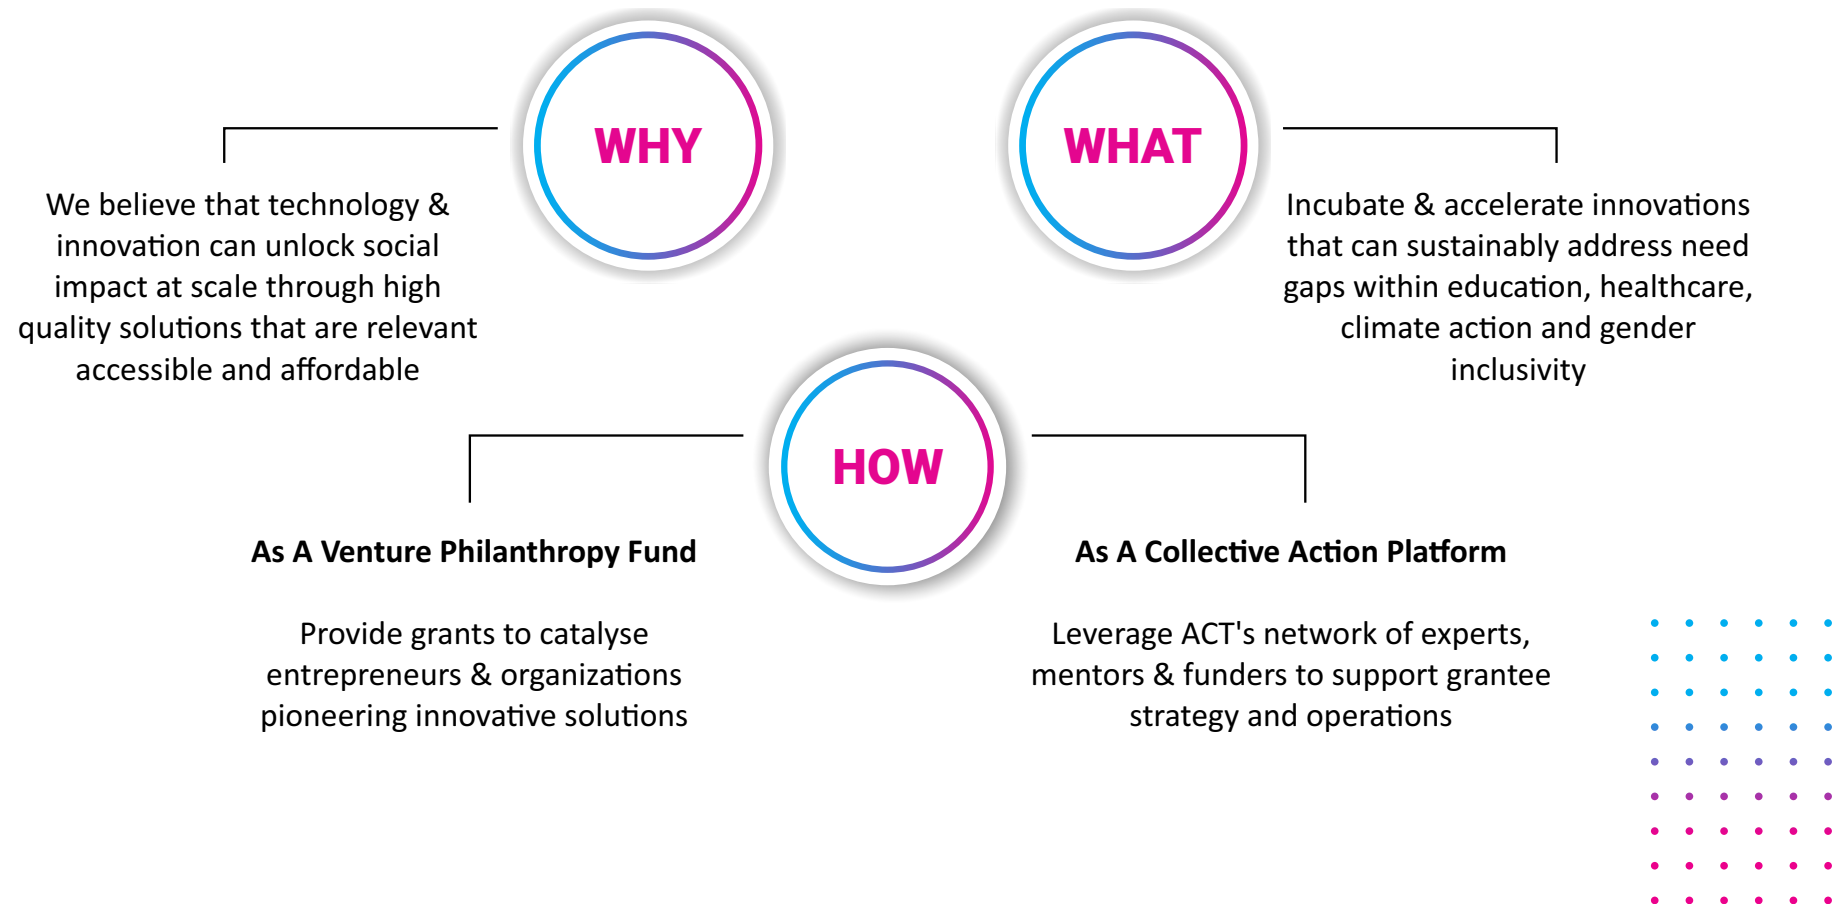 WHY
We believe that technology &
innovation can unlock social
impact at scale through high
quality solutions that are relevant
accessible and affordable
WHAT
Incubate & accelerate innovations
that can sustainably address need
gaps within education, healthcare,
climate action and gender
inclusivity
HOW
As A Venture Philanthropy Fund
Provide grants to catalyse
entrepreneurs & organizations
pioneering innovative solutions
As A Collective Action Platform
Leverage ACT's network of experts,
mentors & funders to support grantee
strategy and operations